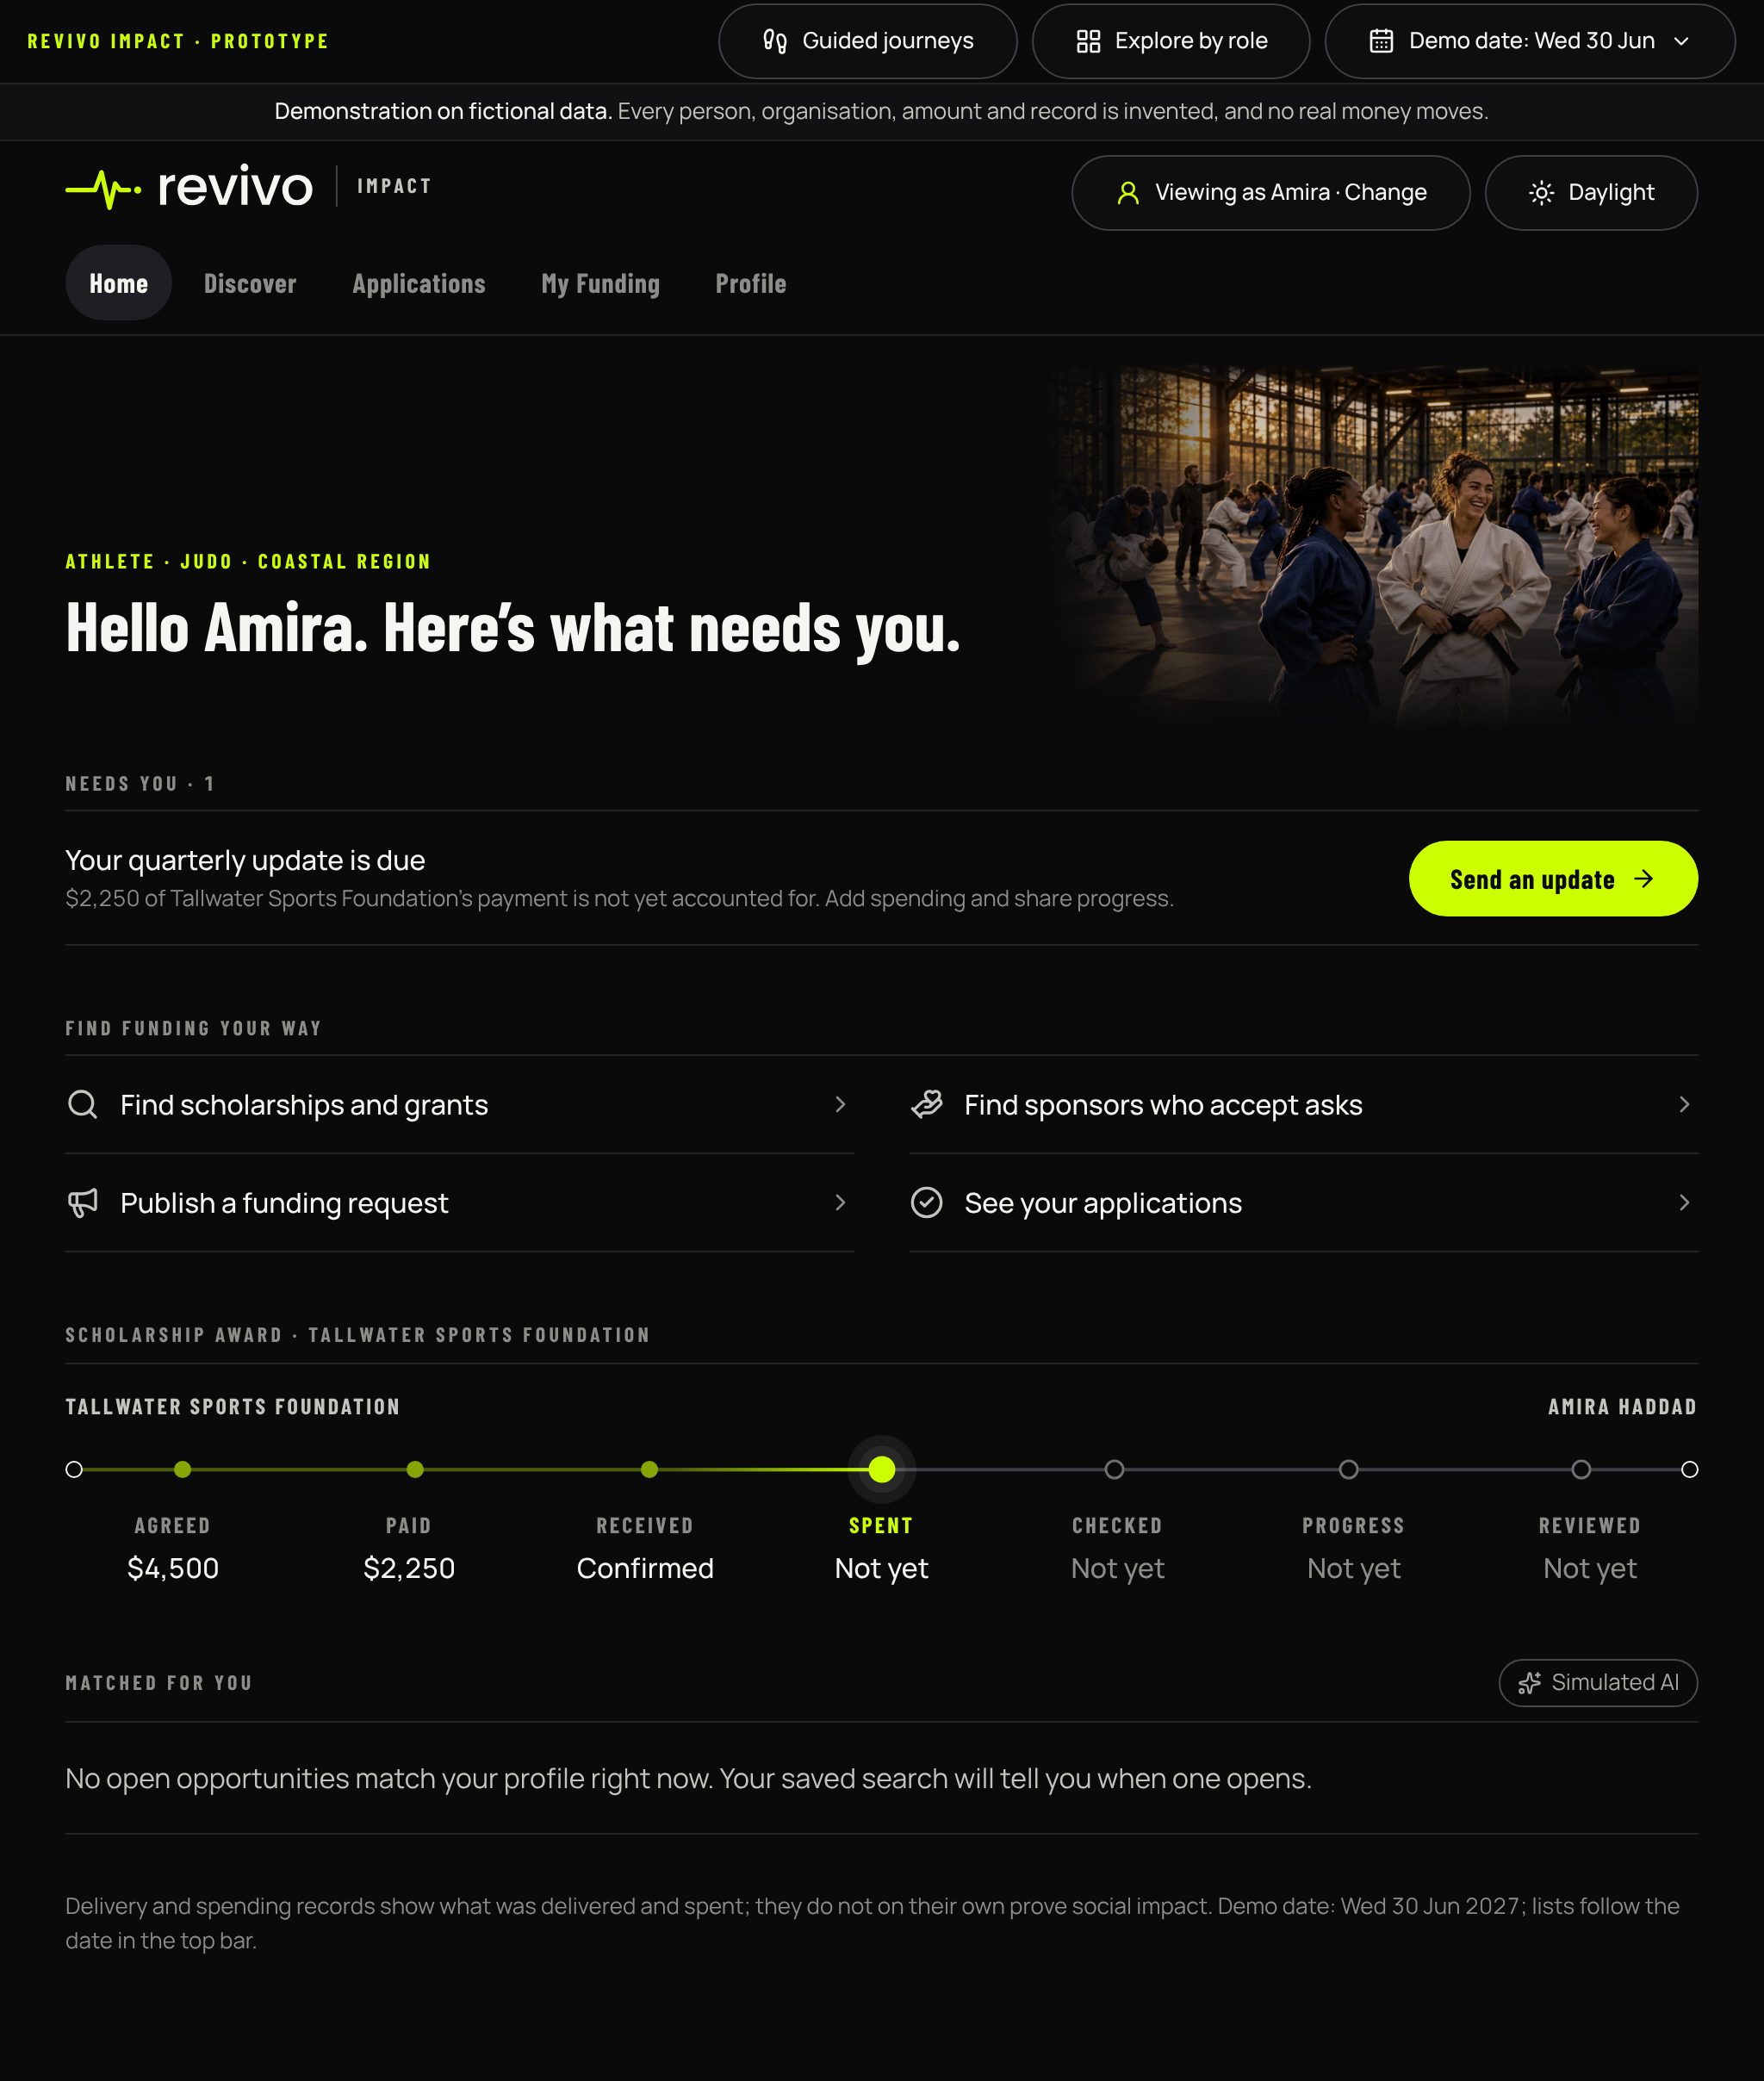 REVIVO IMPACT · PROTOTYPE
Guided journeys
Explore by role
Demo date: Wed 30 Jun
Demonstration on fictional data. Every person, organisation, amount and record is invented, and no real money moves.
revivo
IMPACT
Viewing as Amira · Change
Daylight
Home
Discover
Applications
My Funding
Profile
ATHLETE · JUDO · COASTAL REGION
Hello Amira. Here’s what needs you.
NEEDS YOU · 1
Your quarterly update is due
$2,250 of Tallwater Sports Foundation’s payment is not yet accounted for. Add spending and share progress.
Send an update
FIND FUNDING YOUR WAY
Find scholarships and grants
Find sponsors who accept asks
Publish a funding request
See your applications
SCHOLARSHIP AWARD · TALLWATER SPORTS FOUNDATION
TALLWATER SPORTS FOUNDATION
AMIRA HADDAD
AGREED
PAID
RECEIVED
SPENT
CHECKED
PROGRESS
REVIEWED
$4,500
$2,250
Confirmed
Not yet
Not yet
Not yet
Not yet
MATCHED FOR YOU
Simulated AI
No open opportunities match your profile right now. Your saved search will tell you when one opens.
Delivery and spending records show what was delivered and spent; they do not on their own prove social impact. Demo date: Wed 30 Jun 2027; lists follow the
date in the top bar.